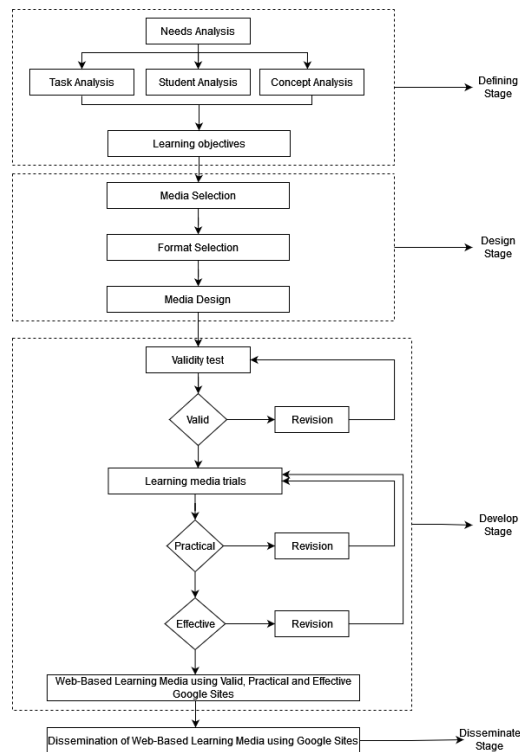 Needs Analysis
Task Analysis
Student Analysis
Concept Analysis
Defining
Stage
Learning objectives
Media Selection
Format Selection
Design
Stage
Media Design
Validity test
Valid
Revision
Learning media trials
Practical
Revision
Develop
Stage
Effective
Revision
Web-Based Learning Media using Valid, Practical and Effective
Google Sites
Dissemination of Web-Based Learning Media using Google Sites
Disseminate
Stage